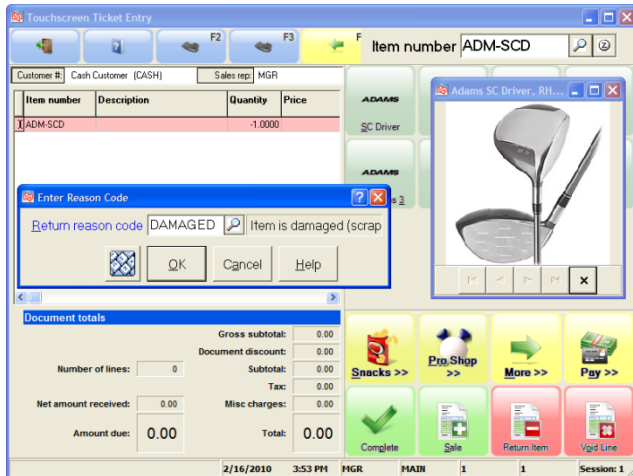 Touchscreen Ticket Entry
F2
F3
F
Item number ADM-SCD
Customer #: Cash Customer (CASH) Sales rep: MGR
Item number Description Quantity Price
I ADM-SCD -1.0000
ADAMS
SC Driver
ADAMS
s 3
Adams SC Driver, RH...
Enter Reason Code
Return reason code DAMAGED Item is damaged (scrap
OK Cancel Help
Document totals
Gross subtotal: 0.00
Document discount: 0.00
Number of lines: 0 Subtotal: 0.00
Tax: 0.00
Net amount received: 0.00 Misc charges: 0.00
Amount due: 0.00 Total: 0.00
Snacks >> Pro Shop >> More >> Pay >>
Complete Sale Return Item Void Line
2/16/2010 3:53 PM MGR MAIN 1 1 Session: 1